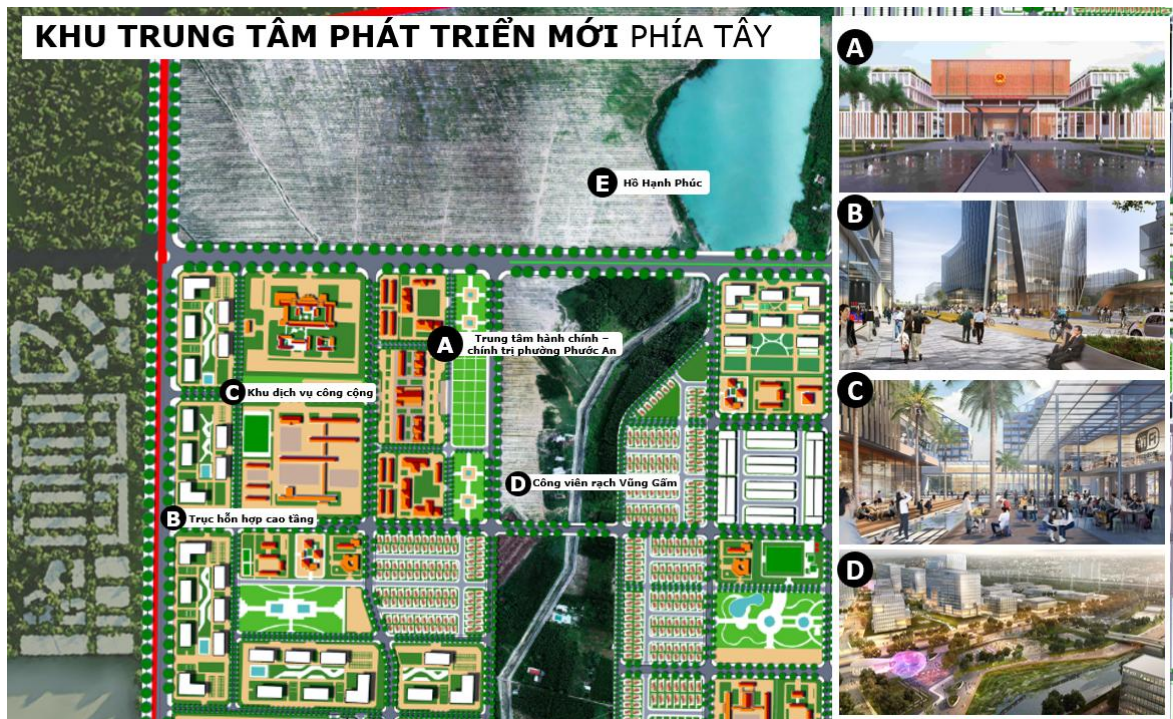 KHU TRUNG TÂM PHÁT TRIỂN MỚI PHÍA TÂY
E Hồ Hạnh Phúc
A Trung tâm hành chính –
chính trị phường Phước An
C Khu dịch vụ công cộng
D Công viên rạch Vũng Gấm
B Trục hỗn hợp cao tầng
A
B
C
D